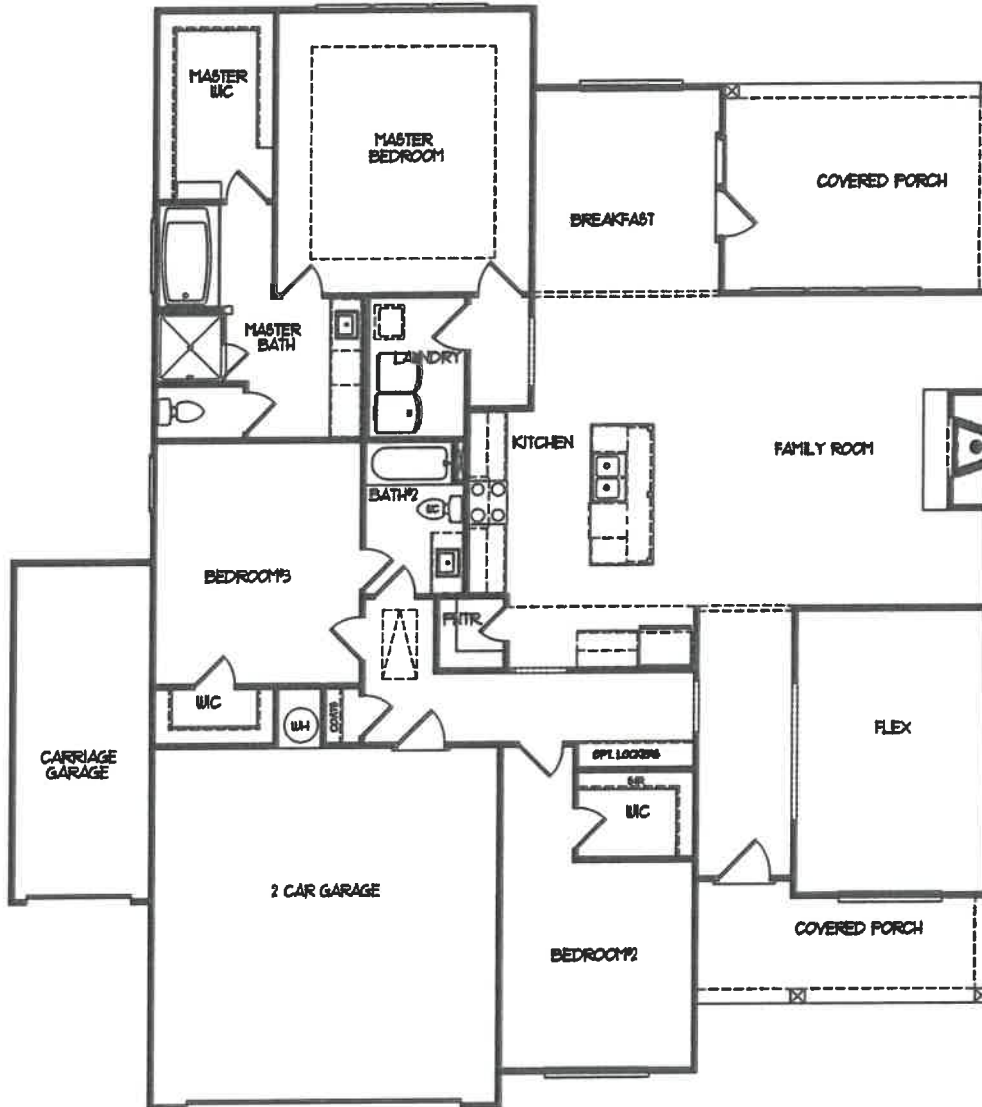 MASTER
WIC
MASTER
BEDROOM
COVERED PORCH
BREAKFAST
MASTER
BATH
LAUNDRY
KITCHEN
FAMILY ROOM
BATH#2
BEDROOM#3
PNTR.
WIC
WH
COATS
FLEX
CARRIAGE
GARAGE
OPT. LOCKERS
5HR
WIC
2 CAR GARAGE
COVERED PORCH
BEDROOM#2